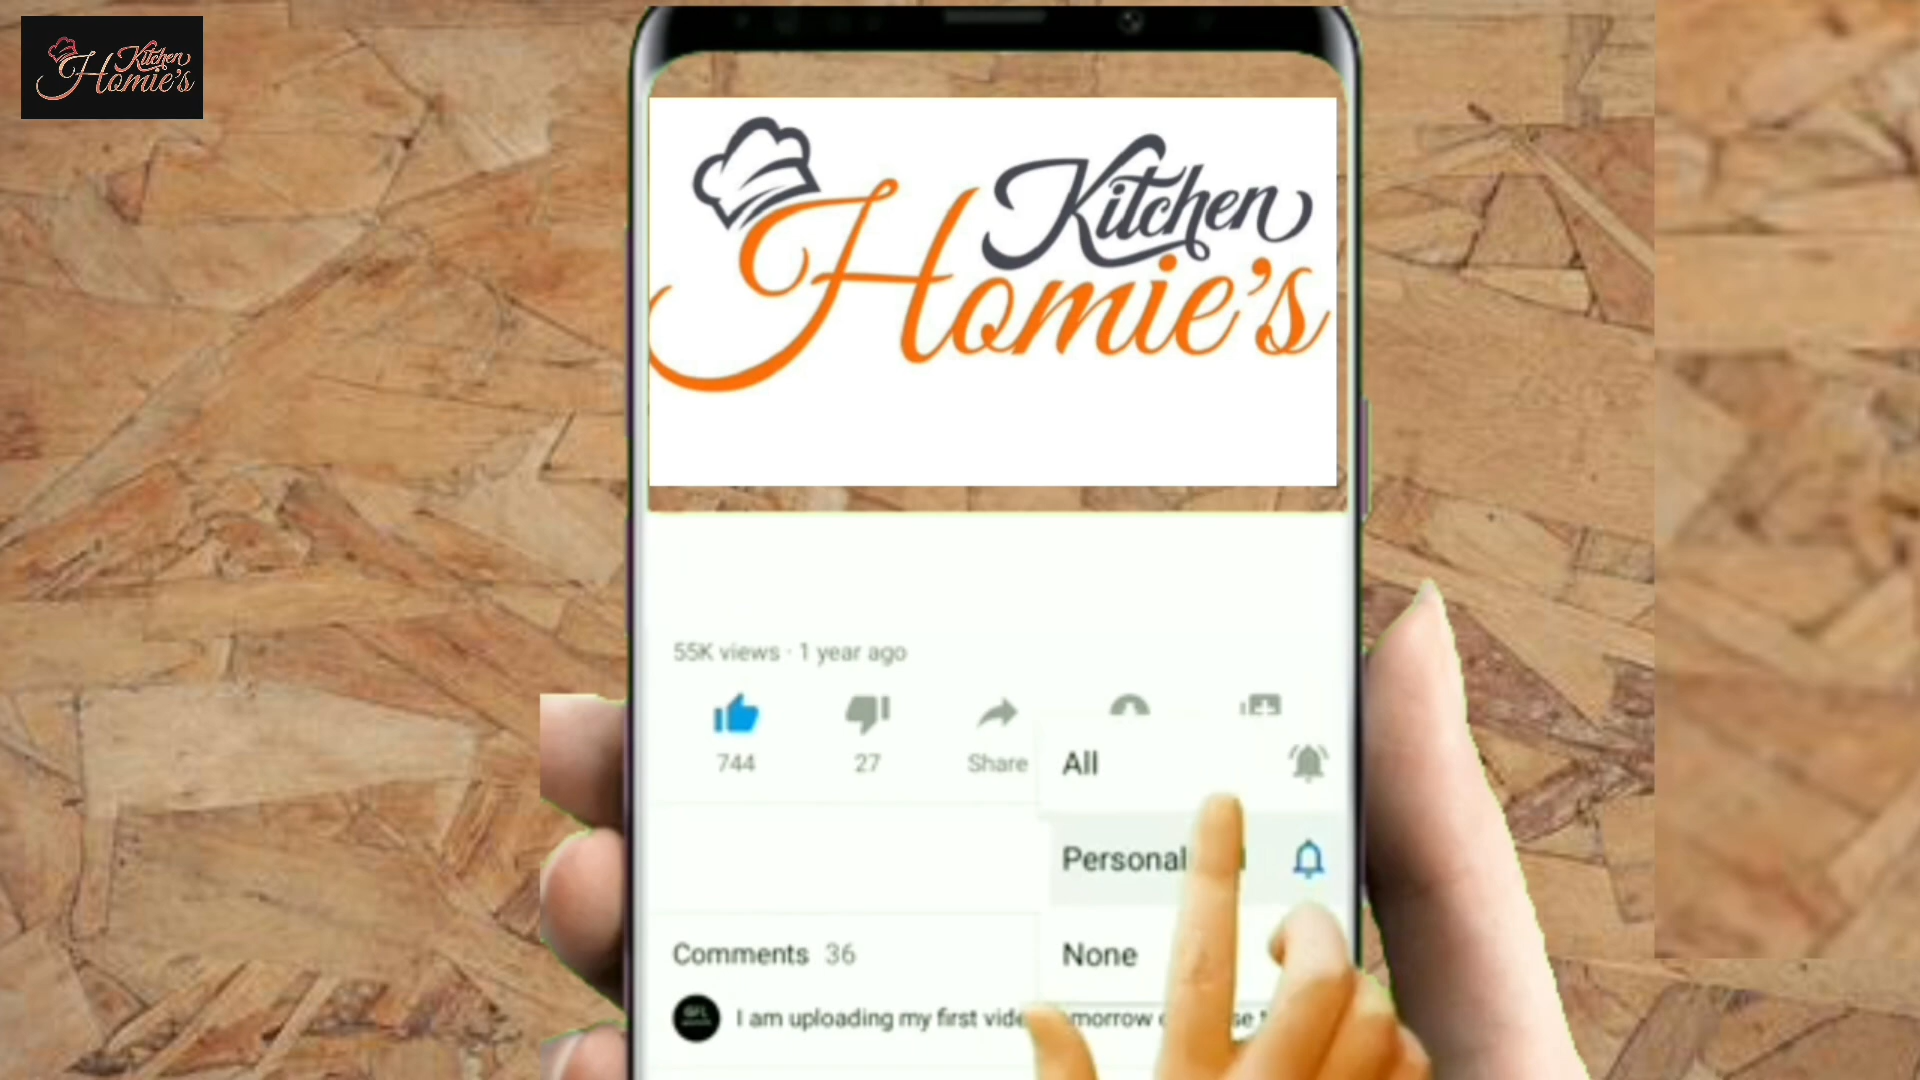 Kitchen
Homie's
Kitchen
Homie's
55K views · 1 year ago
744
27
Share
All
Personal
None
Comments 36
I am uploading my first